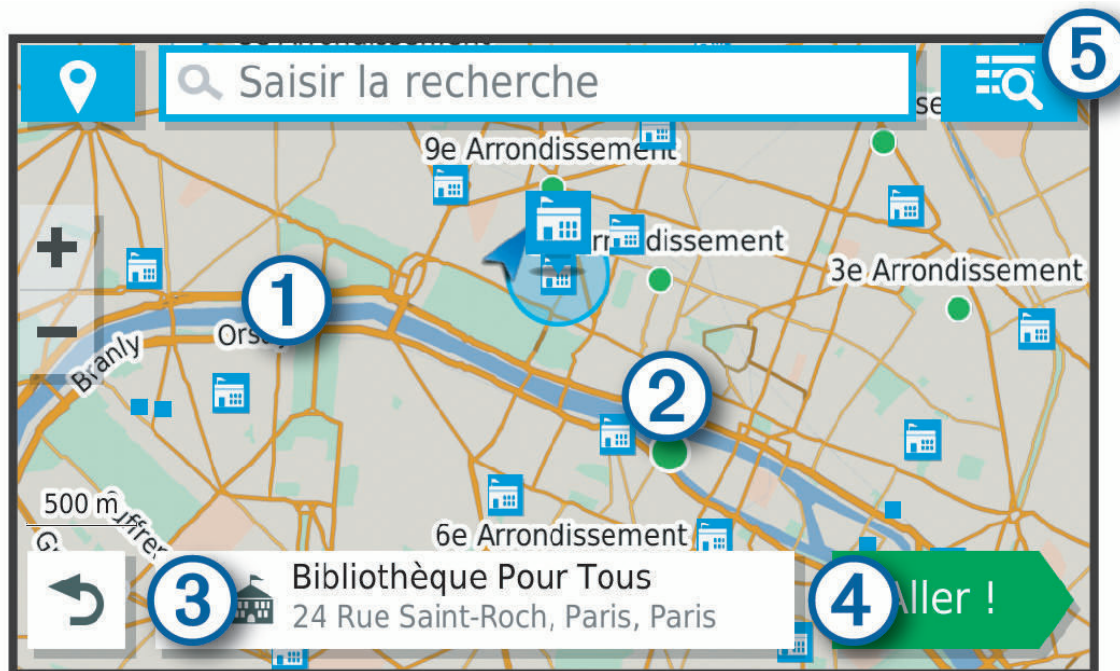 5
Saisir la recherche
9e Arrondissement
dissement
3e Arrondissement
+
1
−
Branly
2
500 m
6e Arrondissement
3
Bibliothèque Pour Tous
24 Rue Saint-Roch, Paris, Paris
4
Aller !